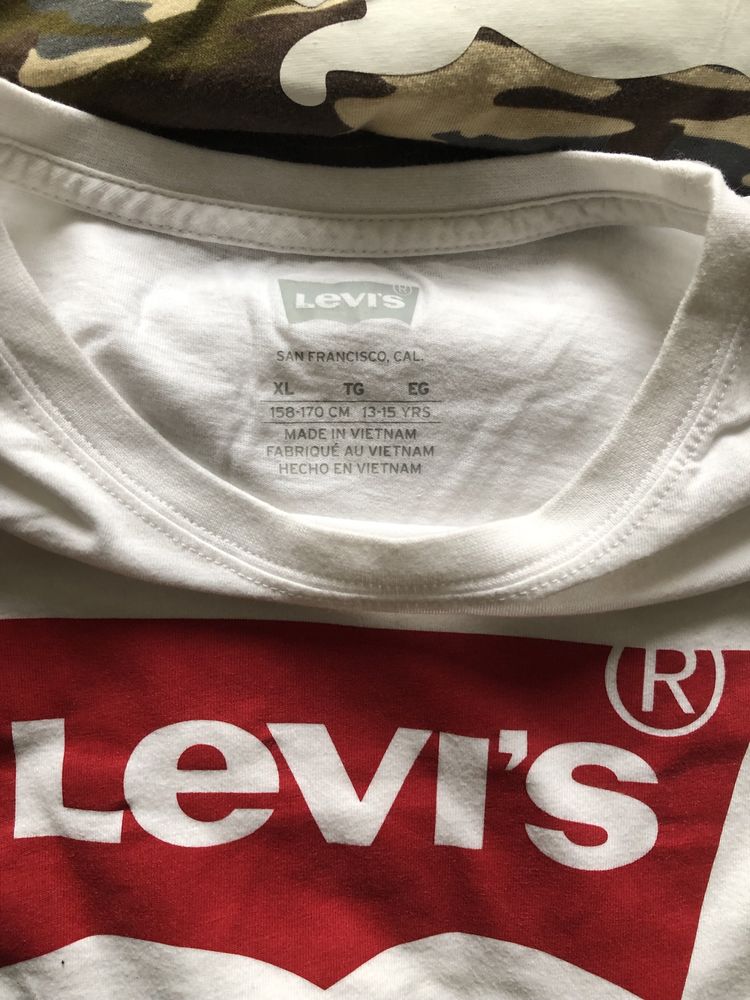 Levi's®
SAN FRANCISCO, CAL.
XL TG EG
158-170 CM 13-15 YRS
MADE IN VIETNAM
FABRIQUÉ AU VIETNAM
HECHO EN VIETNAM
®
Levi's